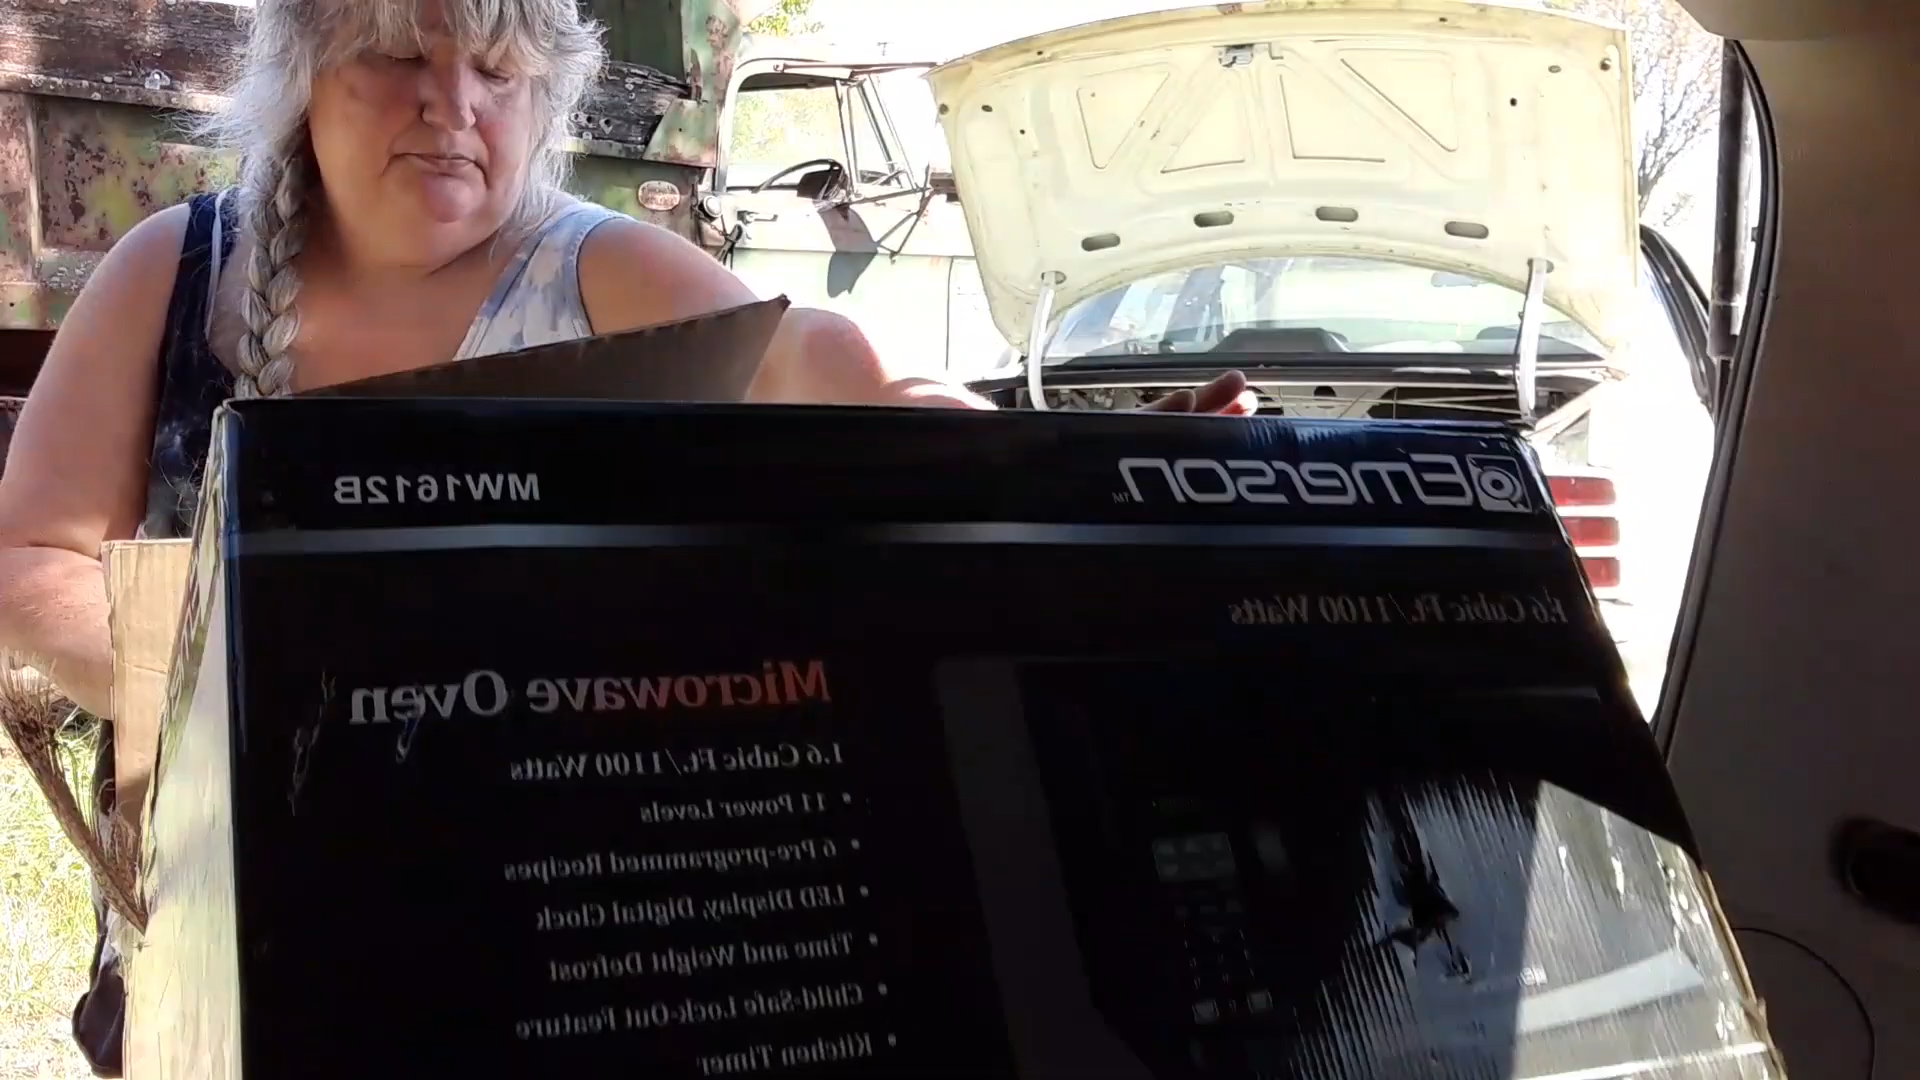 Emerson™ MW1612B
1.6 Cubic Ft./1100 Watts
Microwave Oven
1.6 Cubic Ft./1100 Watts
• 11 Power Levels
• 6 Pre-programmed Recipes
• LED Display, Digital Clock
• Time and Weight Defrost
• Child-Safe Lock-Out Feature
• Kitchen Timer